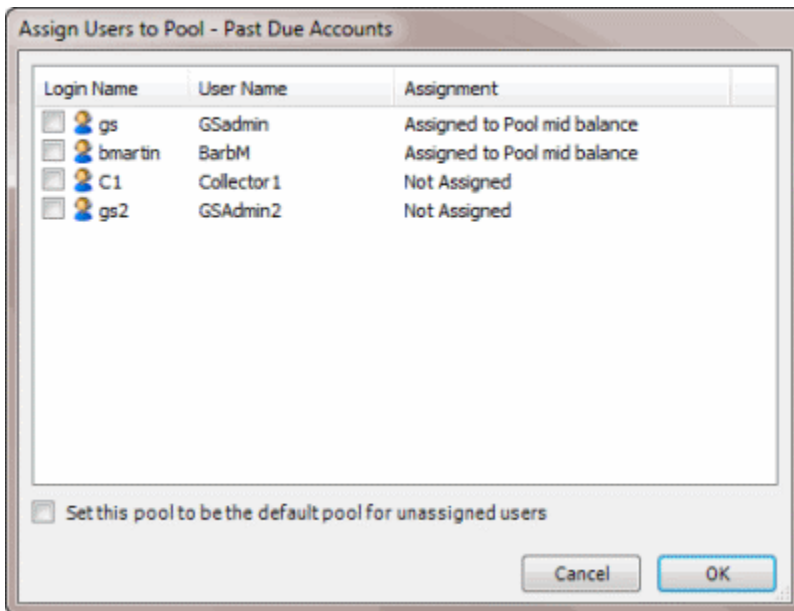 Assign Users to Pool - Past Due Accounts
Login Name User Name Assignment
gs GSadmin Assigned to Pool mid balance
bmartin BarbM Assigned to Pool mid balance
C1 Collector1 Not Assigned
gs2 GSAdmin2 Not Assigned
Set this pool to be the default pool for unassigned users
Cancel OK